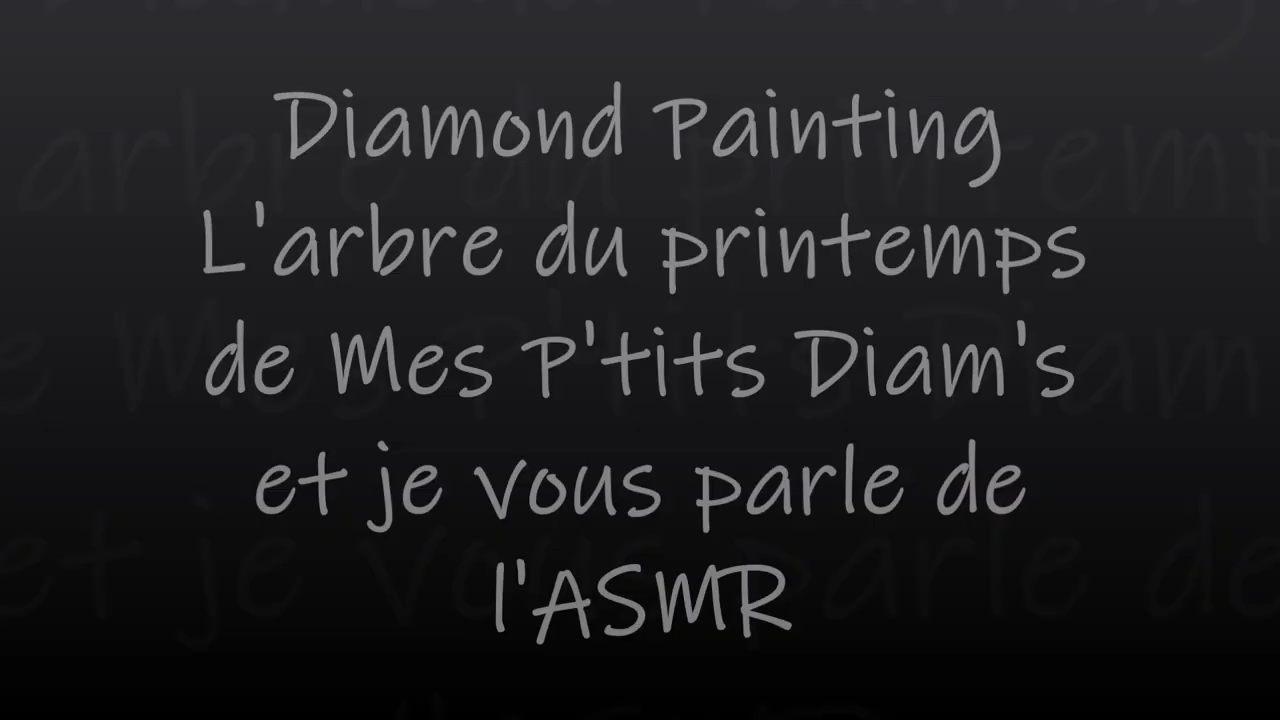 Diamond Painting
L'arbre du printemps
de Mes P'tits Diam's
et je vous parle de
l'ASMR